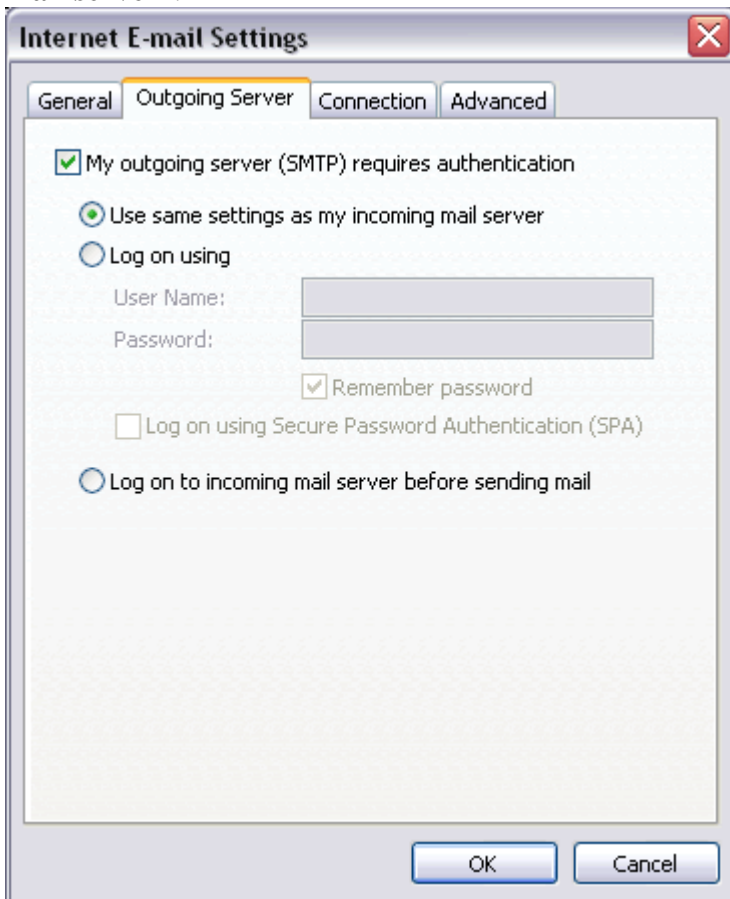 Internet E-mail Settings
General Outgoing Server Connection Advanced
My outgoing server (SMTP) requires authentication
Use same settings as my incoming mail server
Log on using
User Name:
Password:
Remember password
Log on using Secure Password Authentication (SPA)
Log on to incoming mail server before sending mail
OK Cancel